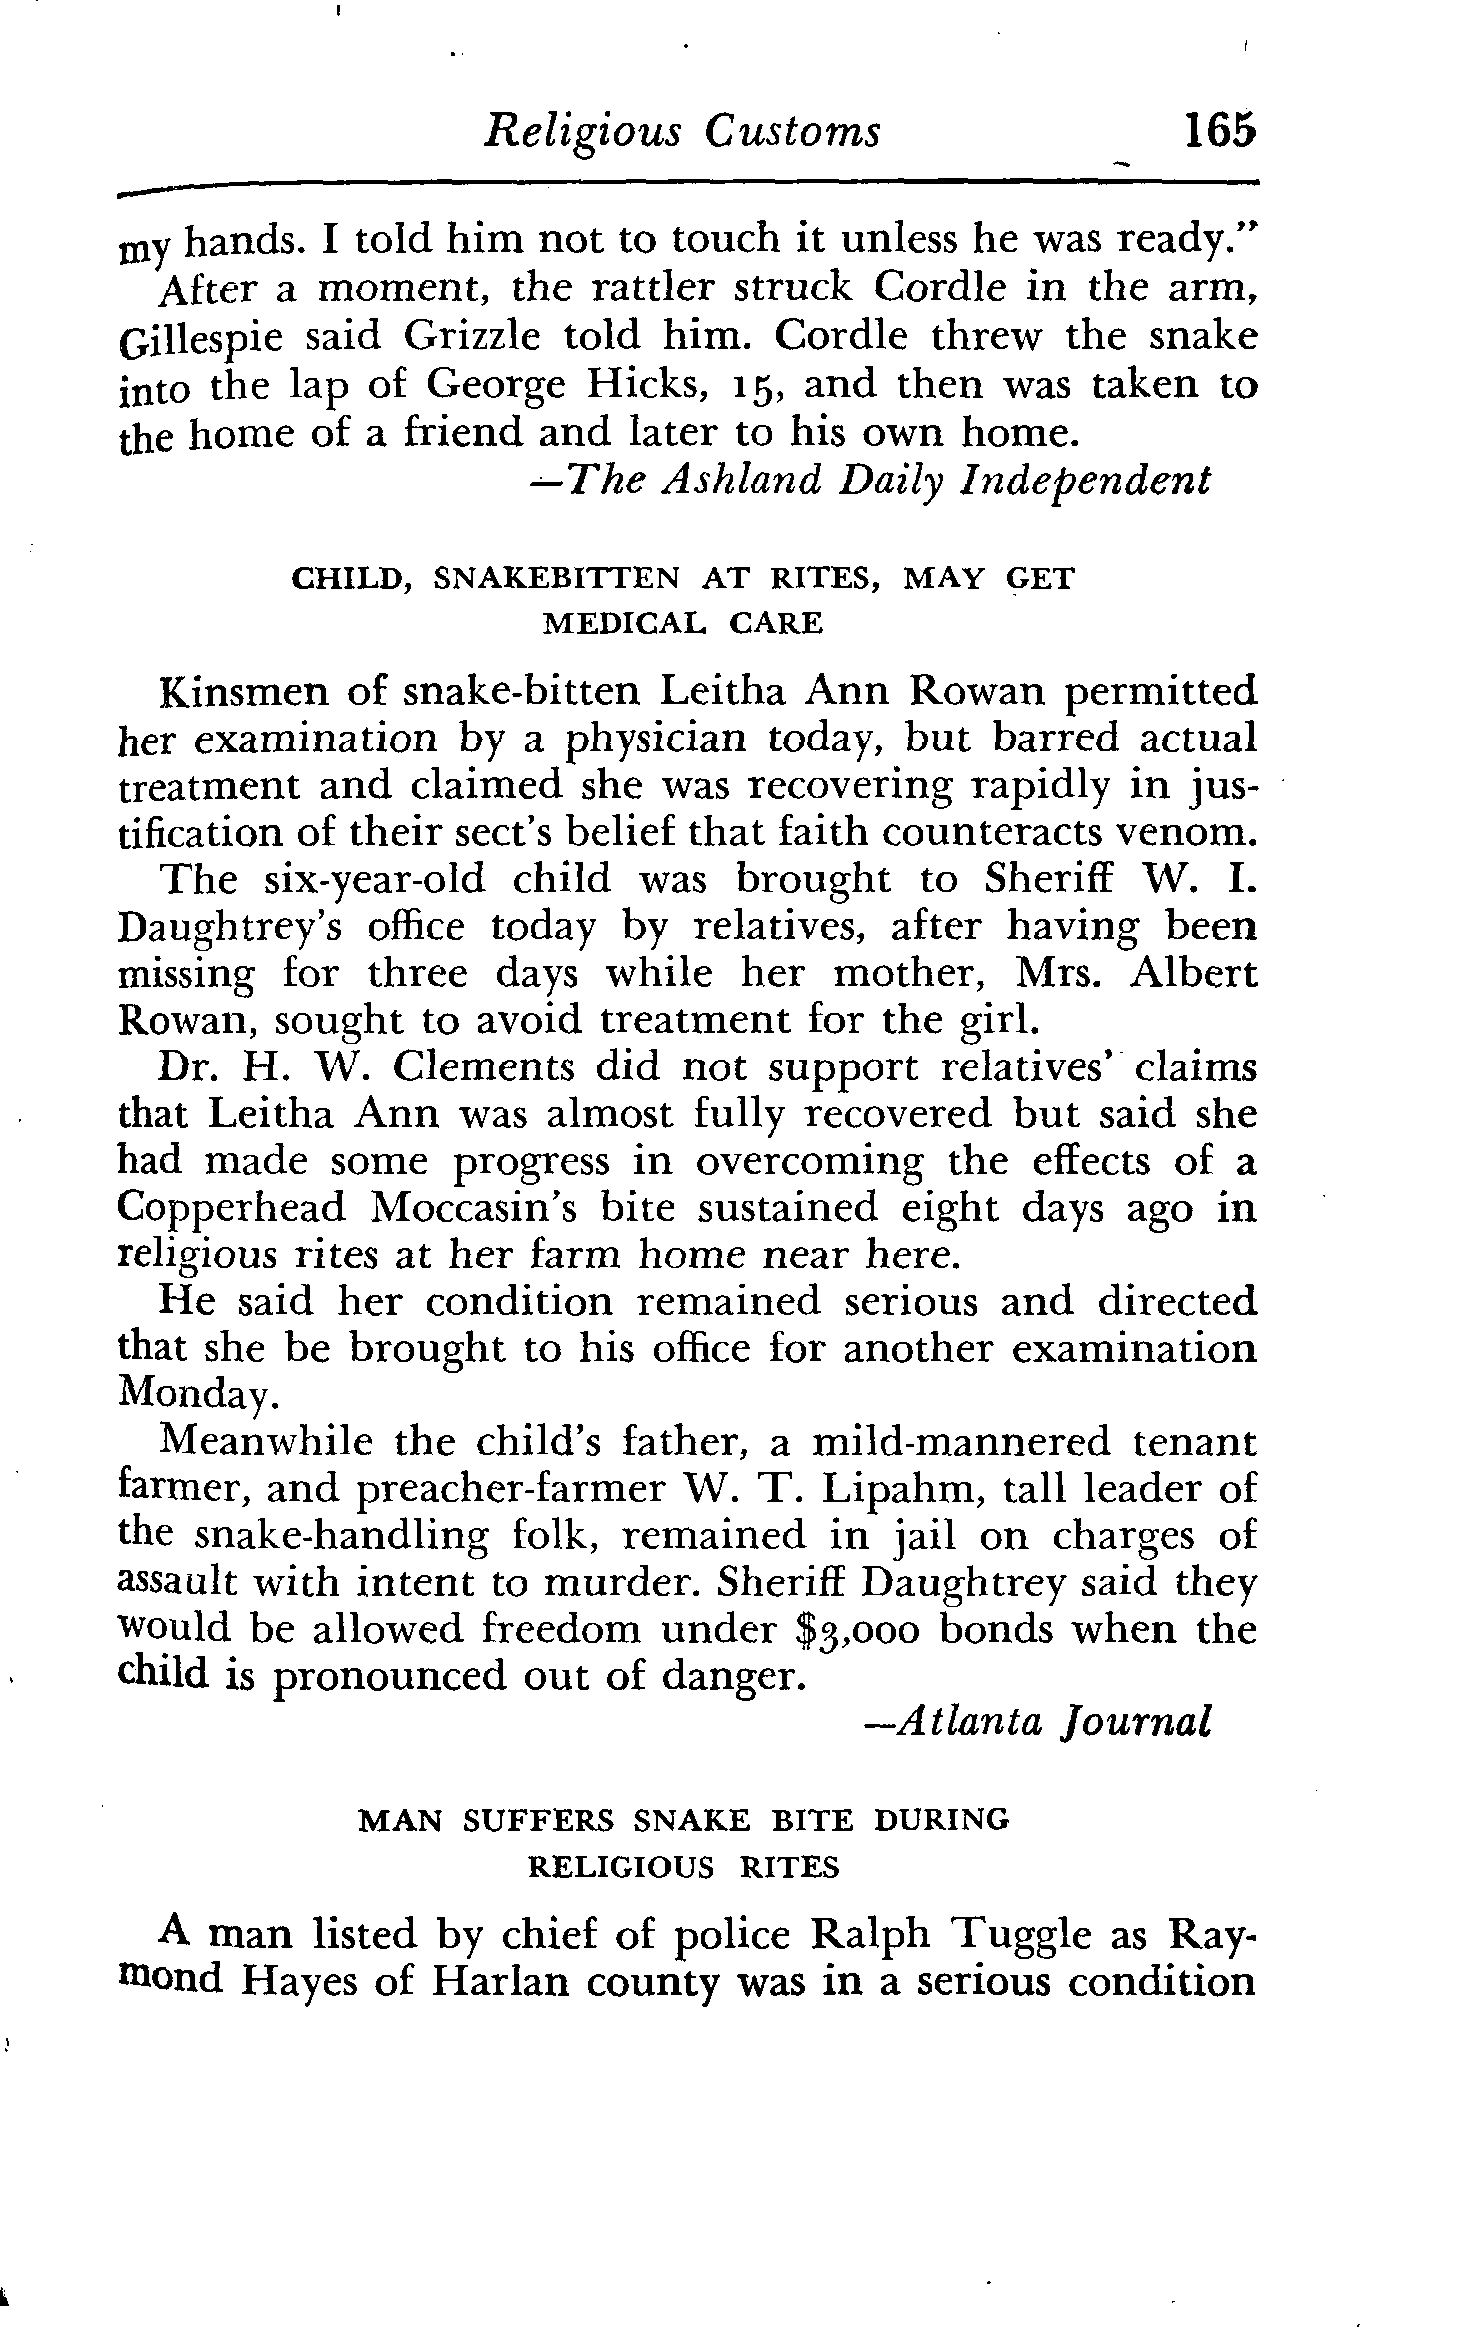 Religious Customs 165
my hands. I told him not to touch it unless he was ready."
After a moment, the rattler struck Cordle in the arm,
Gillespie said Grizzle told him. Cordle threw the snake
into the lap of George Hicks, 15, and then was taken to
the home of a friend and later to his own home.
—The Ashland Daily Independent
CHILD, SNAKEBITTEN AT RITES, MAY GET
MEDICAL CARE
Kinsmen of snake-bitten Leitha Ann Rowan permitted
her examination by a physician today, but barred actual
treatment and claimed she was recovering rapidly in jus-
tification of their sect's belief that faith counteracts venom.
The six-year-old child was brought to Sheriff W. I.
Daughtrey's office today by relatives, after having been
missing for three days while her mother, Mrs. Albert
Rowan, sought to avoid treatment for the girl.
Dr. H. W. Clements did not support relatives' claims
that Leitha Ann was almost fully recovered but said she
had made some progress in overcoming the effects of a
Copperhead Moccasin's bite sustained eight days ago in
religious rites at her farm home near here.
He said her condition remained serious and directed
that she be brought to his office for another examination
Monday.
Meanwhile the child's father, a mild-mannered tenant
farmer, and preacher-farmer W. T. Lipahm, tall leader of
the snake-handling folk, remained in jail on charges of
assault with intent to murder. Sheriff Daughtrey said they
would be allowed freedom under $3,000 bonds when the
child is pronounced out of danger.
—Atlanta Journal
MAN SUFFERS SNAKE BITE DURING
RELIGIOUS RITES
A man listed by chief of police Ralph Tuggle as Ray-
mond Hayes of Harlan county was in a serious condition